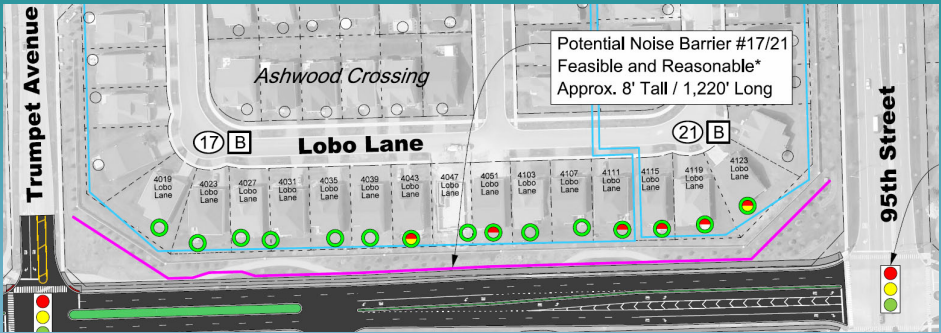 Trumpet Avenue
Ashwood Crossing
Potential Noise Barrier #17/21
Feasible and Reasonable*
Approx. 8' Tall / 1,220' Long
17 B
Lobo Lane
21 B
95th Street
4019
Lobo
Lane
4023
Lobo
Lane
4027
Lobo
Lane
4031
Lobo
Lane
4035
Lobo
Lane
4039
Lobo
Lane
4043
Lobo
Lane
4047
Lobo
Lane
4051
Lobo
Lane
4103
Lobo
Lane
4107
Lobo
Lane
4111
Lobo
Lane
4115
Lobo
Lane
4119
Lobo
Lane
4123
Lobo
Lane